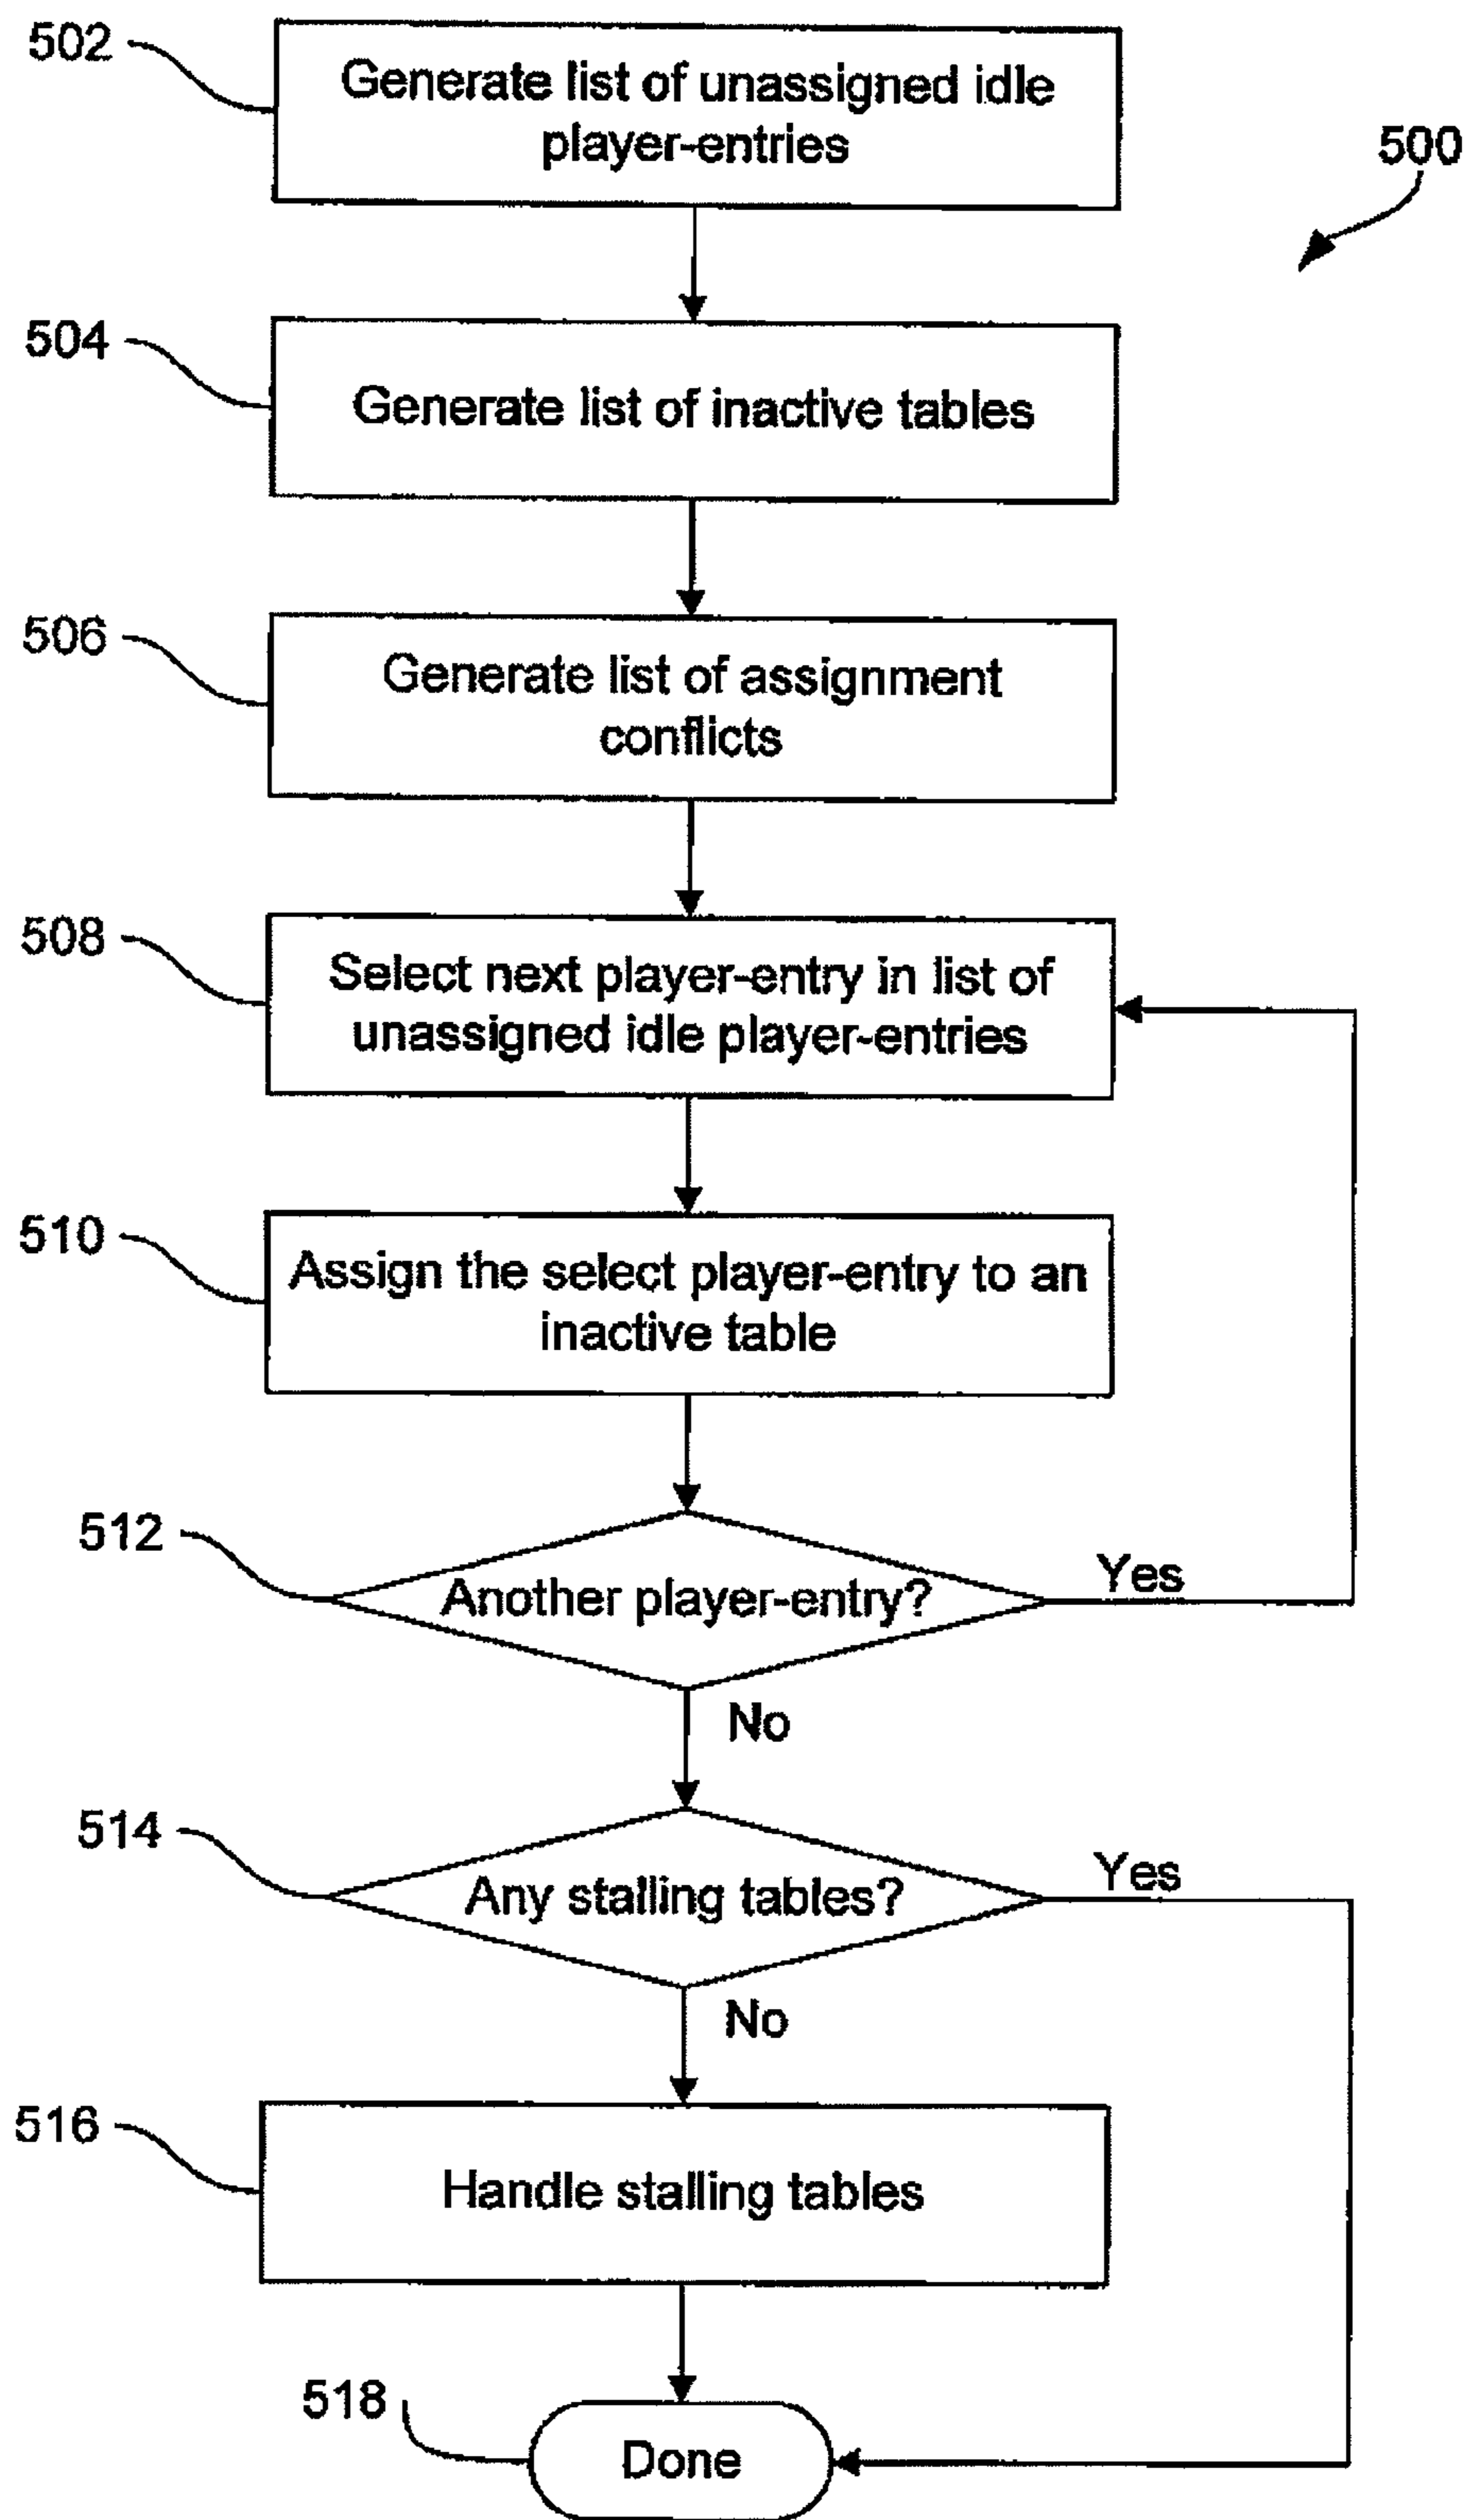 502
Generate list of unassigned idle
player-entries
500
504
Generate list of inactive tables
506
Generate list of assignment
conflicts
508
Select next player-entry in list of
unassigned idle player-entries
510
Assign the select player-entry to an
inactive table
512
Another player-entry?
Yes
No
514
Any stalling tables?
Yes
No
516
Handle stalling tables
518
Done